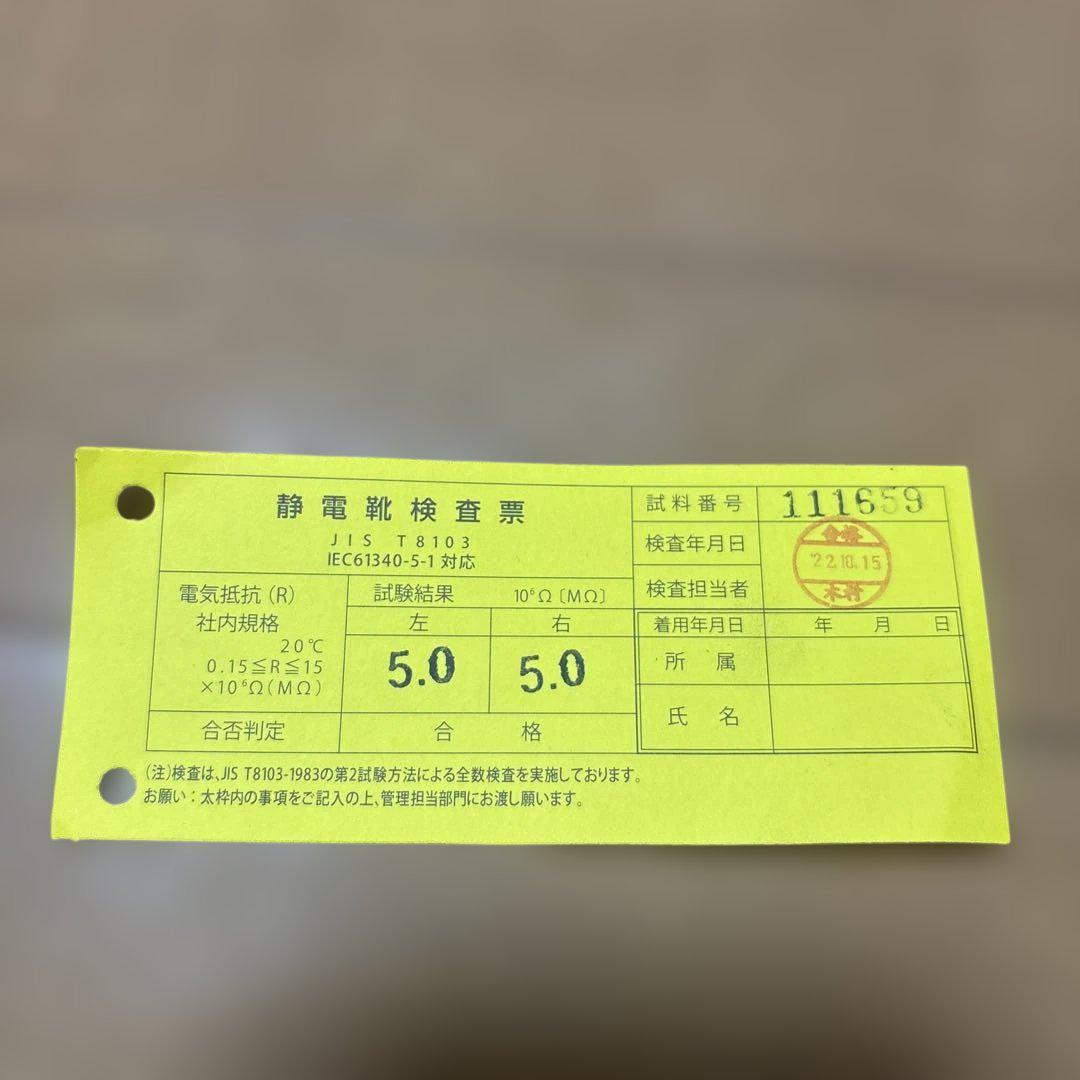 静電靴検査票
JIS T8103
IEC61340-5-1 対応
試料番号 111659
検査年月日
検査担当者
合格
'22.10.15
木村
電気抵抗(R)
社内規格
20℃
0.15≦R≦15
×10⁶Ω(MΩ)
試験結果 10⁶Ω〔MΩ〕
左 右
5.0 5.0
合否判定 合格
着用年月日 年 月 日
所属
氏名
(注)検査は、JIS T8103-1983の第2試験方法による全数検査を実施しております。
お願い:太枠内の事項をご記入の上、管理担当部門にお渡し願います。